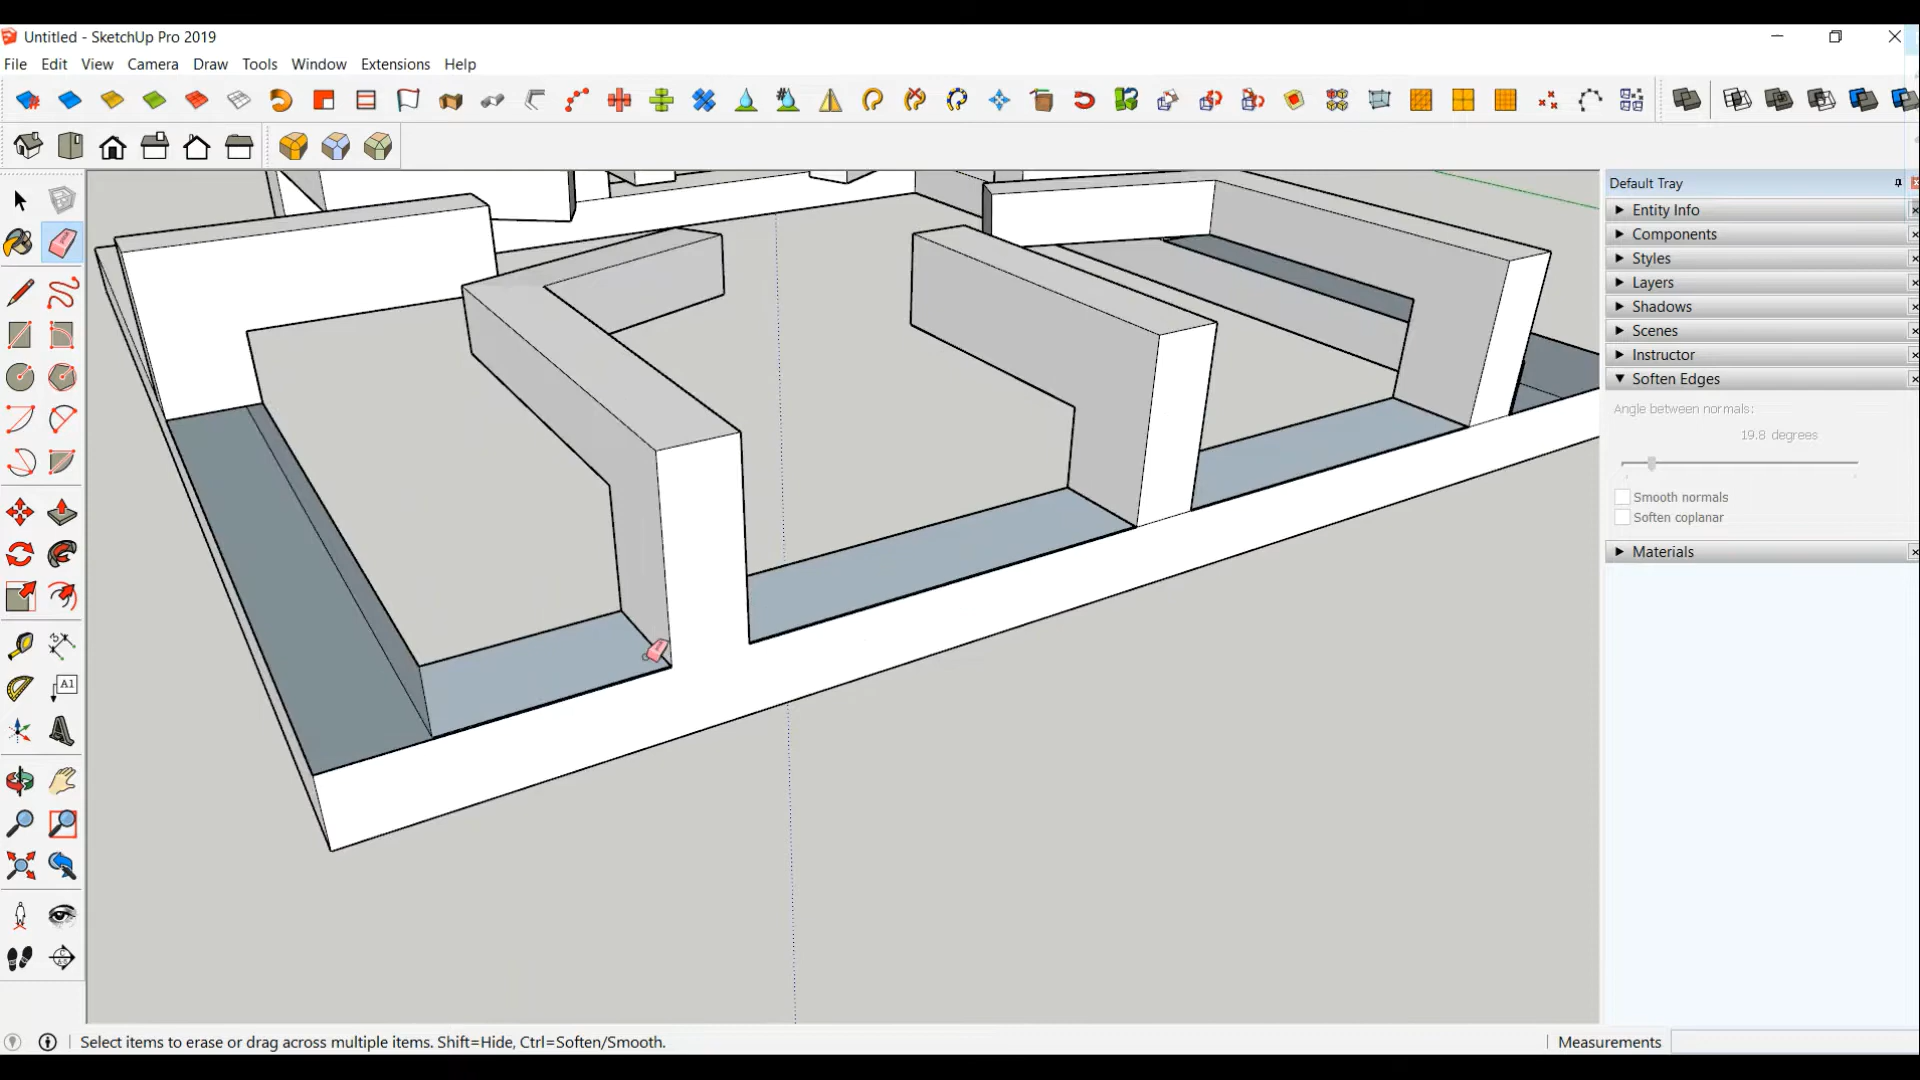 Untitled - SketchUp Pro 2019
File Edit View Camera Draw Tools Window Extensions Help
Default Tray
Entity Info
Components
Styles
Layers
Shadows
Scenes
Instructor
Soften Edges
Angle between normals:
19.8 degrees
Smooth normals
Soften coplanar
Materials
A1
Select items to erase or drag across multiple items. Shift=Hide, Ctrl=Soften/Smooth.
Measurements